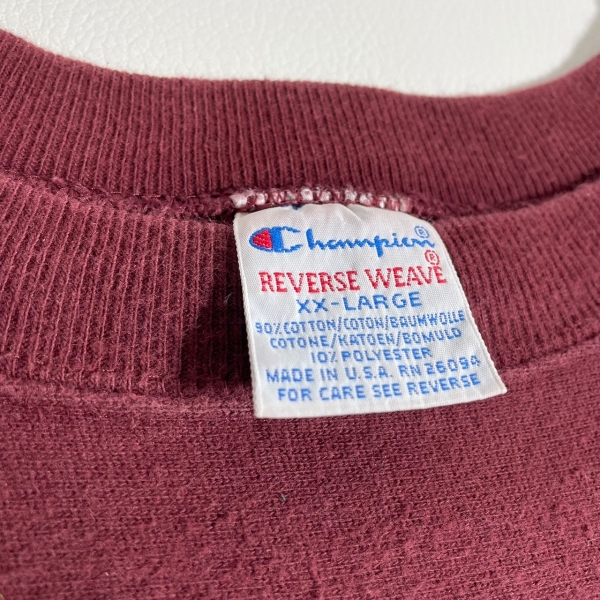 Champion®
REVERSE WEAVE®
XX-LARGE
90% COTTON/COTON/BAUMWOLLE
COTONE/KATOEN/BOMULD
10% POLYESTER
MADE IN U.S.A. RN 26094
FOR CARE SEE REVERSE